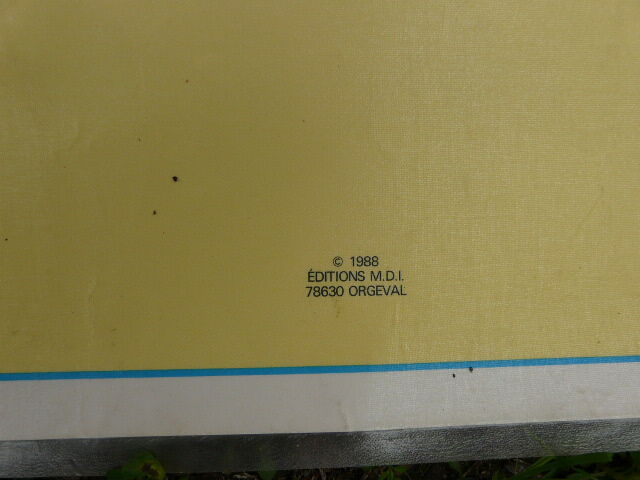 © 1988
ÉDITIONS M.D.I.
78630 ORGEVAL